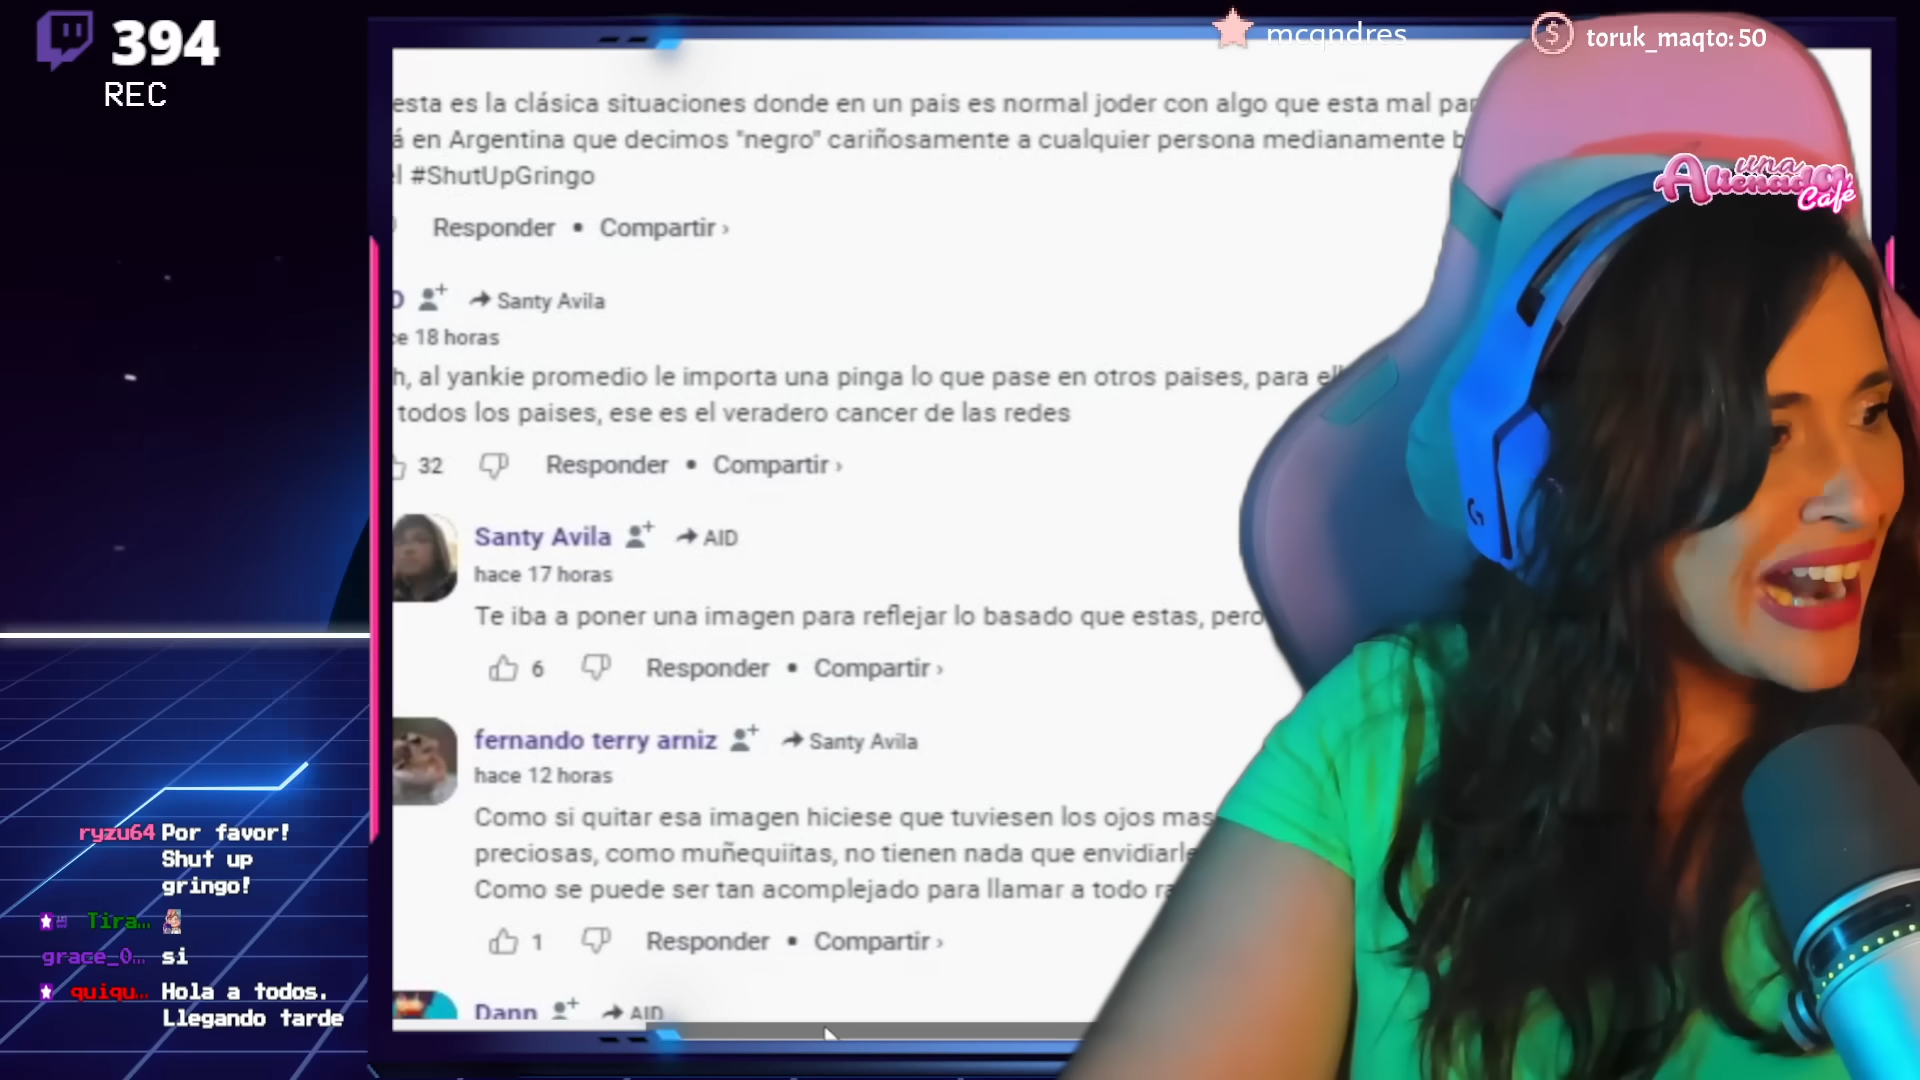 394
REC
mcqndres
toruk_maqto: 50
una
Alienada
Café
esta es la clásica situaciones donde en un pais es normal joder con algo que esta mal
á en Argentina que decimos "negro" cariñosamente a cualquier persona medianamente
#ShutUpGringo
Responder • Compartir ›
Santy Avila
18 horas
al yankie promedio le importa una pinga lo que pase en otros paises, para
todos los paises, ese es el veradero cancer de las redes
32 Responder • Compartir ›
Santy Avila AID
hace 17 horas
Te iba a poner una imagen para reflejar lo basado que estas, pero
6 Responder • Compartir ›
fernando terry arniz Santy Avila
hace 12 horas
Como si quitar esa imagen hiciese que tuviesen los ojos mas
preciosas, como muñequiitas, no tienen nada que
Como se puede ser tan acomplejado para llamar a todo
1 Responder • Compartir ›
Dann AID
ryzu64 Por favor!
Shut up
gringo!
Tira...
grace_0... si
quiqu... Hola a todos.
Llegando tarde